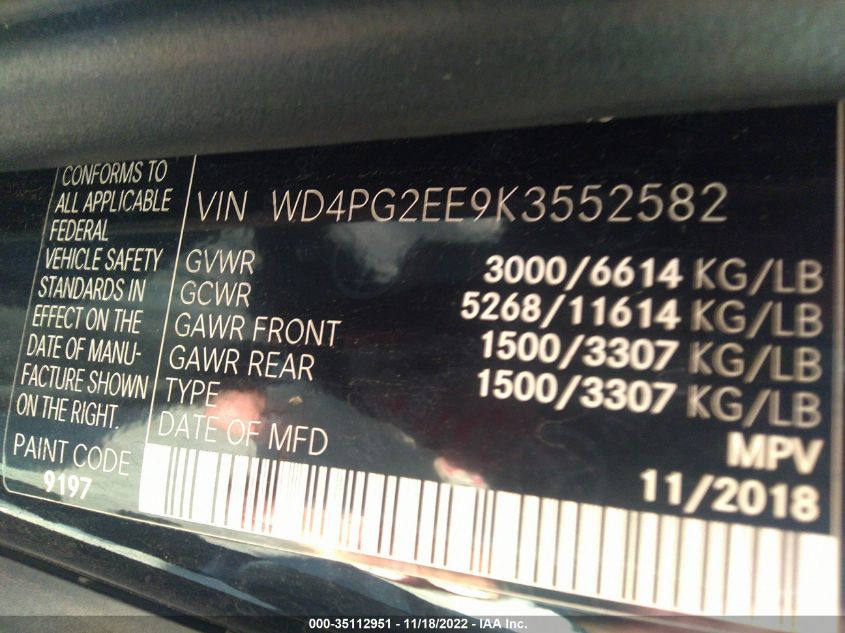 CONFORMS TO
ALL APPLICABLE
FEDERAL
VEHICLE SAFETY
STANDARDS IN
EFFECT ON THE
DATE OF MANU-
FACTURE SHOWN
ON THE RIGHT.
PAINT CODE
9197
VIN WD4PG2EE9K3552582
GVWR 3000/6614 KG/LB
GCWR 5268/11614 KG/LB
GAWR FRONT 1500/3307 KG/LB
GAWR REAR 1500/3307 KG/LB
TYPE MPV
DATE OF MFD 11/2018
000-35112951 - 11/18/2022 - IAA Inc.